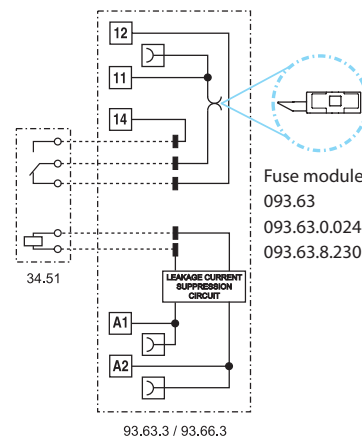 12
11
14
Fuse module
093.63
093.63.0.024
093.63.8.230
34.51
LEAKAGE CURRENT
SUPPRESSION
CIRCUIT
A1
A2
93.63.3 / 93.66.3